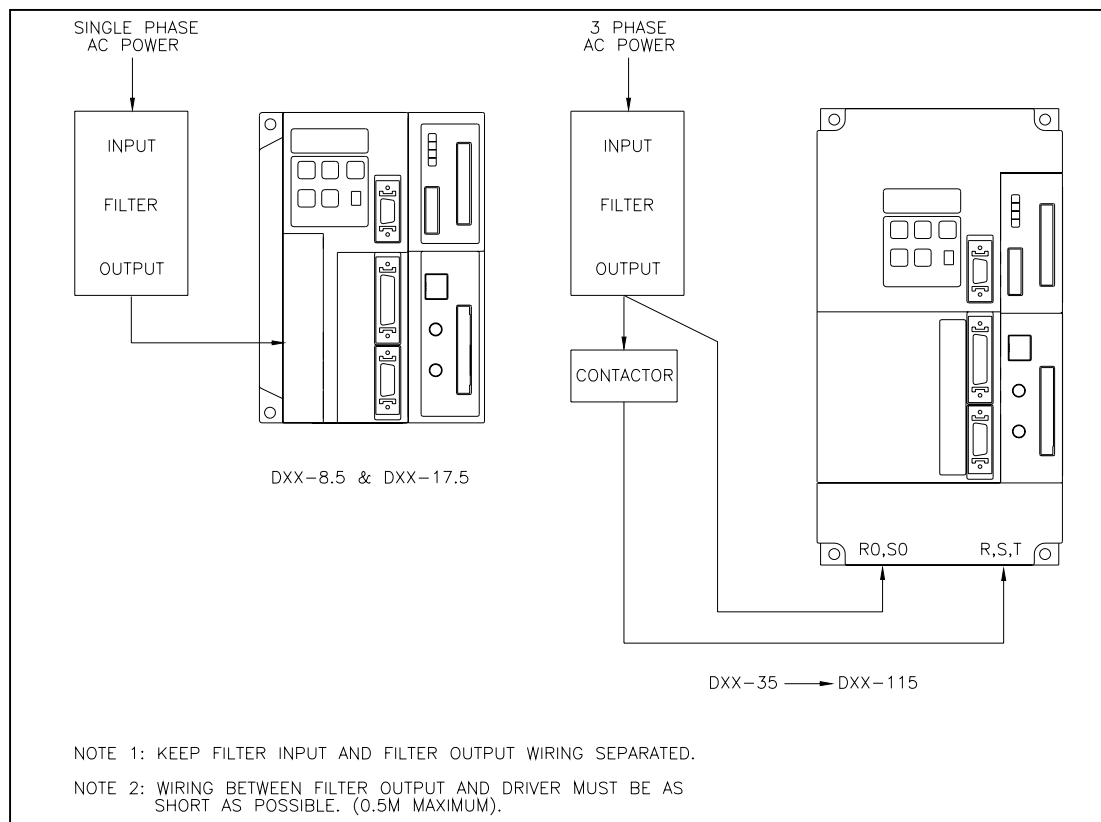 SINGLE PHASE
AC POWER
INPUT
FILTER
OUTPUT
DXX-8.5 & DXX-17.5
3 PHASE
AC POWER
INPUT
FILTER
OUTPUT
CONTACTOR
R0,S0
R,S,T
DXX-35 DXX-115
NOTE 1: KEEP FILTER INPUT AND FILTER OUTPUT WIRING SEPARATED.
NOTE 2: WIRING BETWEEN FILTER OUTPUT AND DRIVER MUST BE AS
SHORT AS POSSIBLE. (0.5M MAXIMUM).